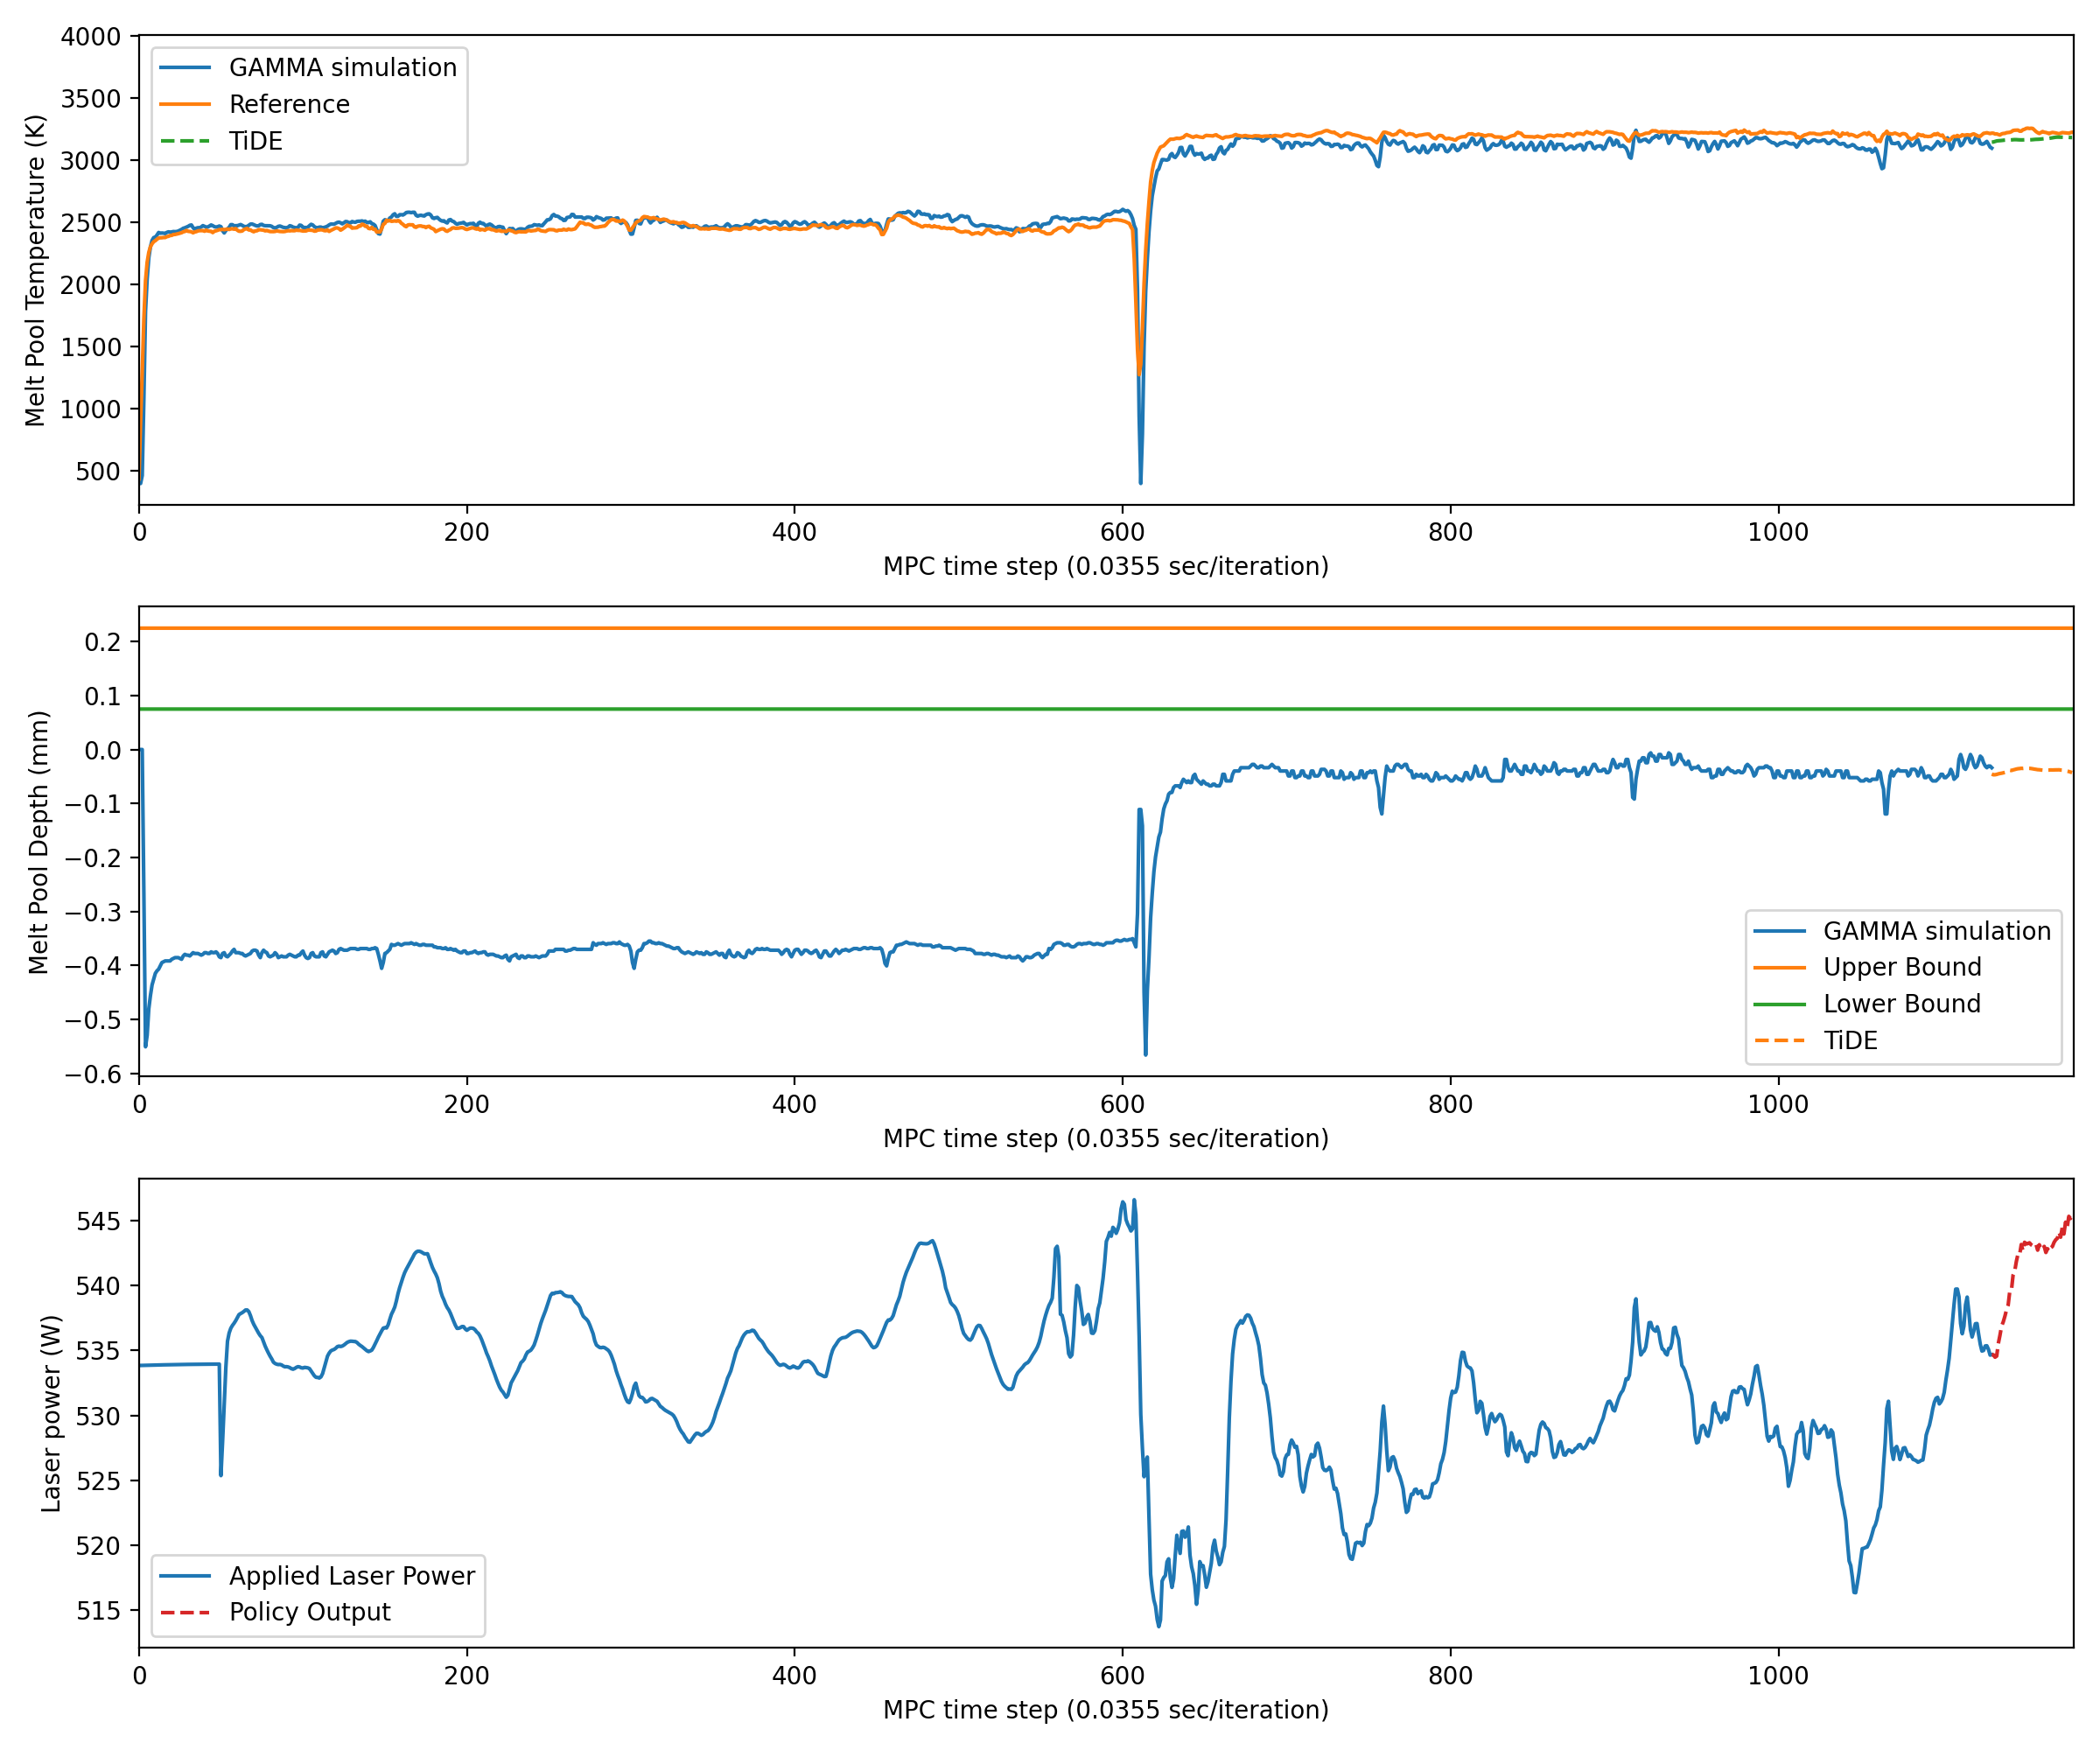 4000
3500
3000
2500
2000
1500
1000
500
Melt Pool Temperature (K)
GAMMA simulation
Reference
TiDE
0 200 400 600 800 1000
MPC time step (0.0355 sec/iteration)
0.2
0.1
0.0
−0.1
−0.2
−0.3
−0.4
−0.5
−0.6
Melt Pool Depth (mm)
GAMMA simulation
Upper Bound
Lower Bound
TiDE
0 200 400 600 800 1000
MPC time step (0.0355 sec/iteration)
545
540
535
530
525
520
515
Laser power (W)
Applied Laser Power
Policy Output
0 200 400 600 800 1000
MPC time step (0.0355 sec/iteration)